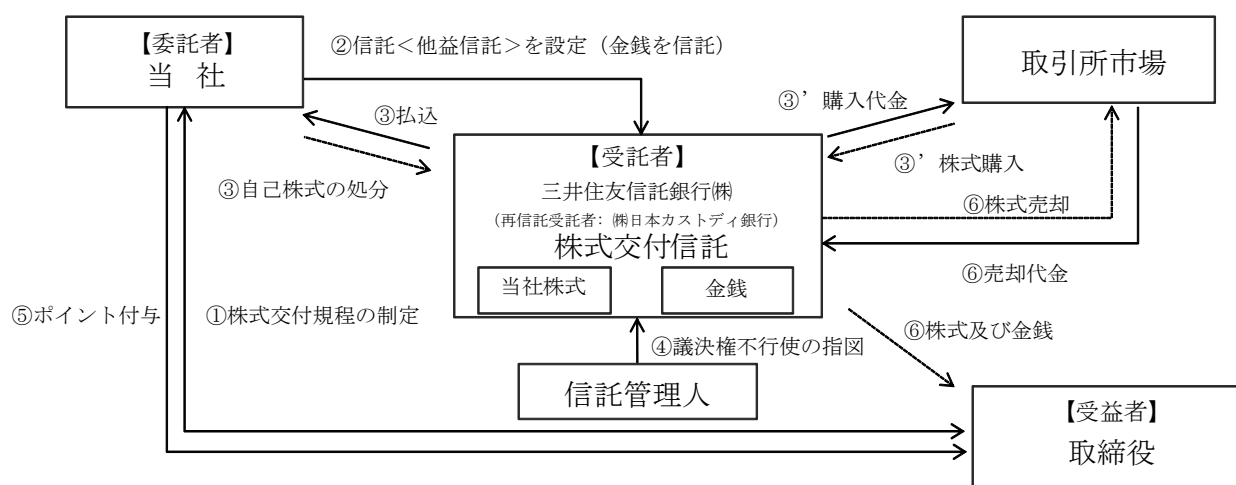 【委託者】
当 社
②信託<他益信託>を設定（金銭を信託）
取引所市場
③払込
③’購入代金
③自己株式の処分
【受託者】
三井住友信託銀行㈱
(再信託受託者：㈱日本カストディ銀行)
株式交付信託
当社株式
金銭
③’株式購入
⑥株式売却
⑥売却代金
⑤ポイント付与
①株式交付規程の制定
④議決権不行使の指図
⑥株式及び金銭
信託管理人
【受益者】
取締役